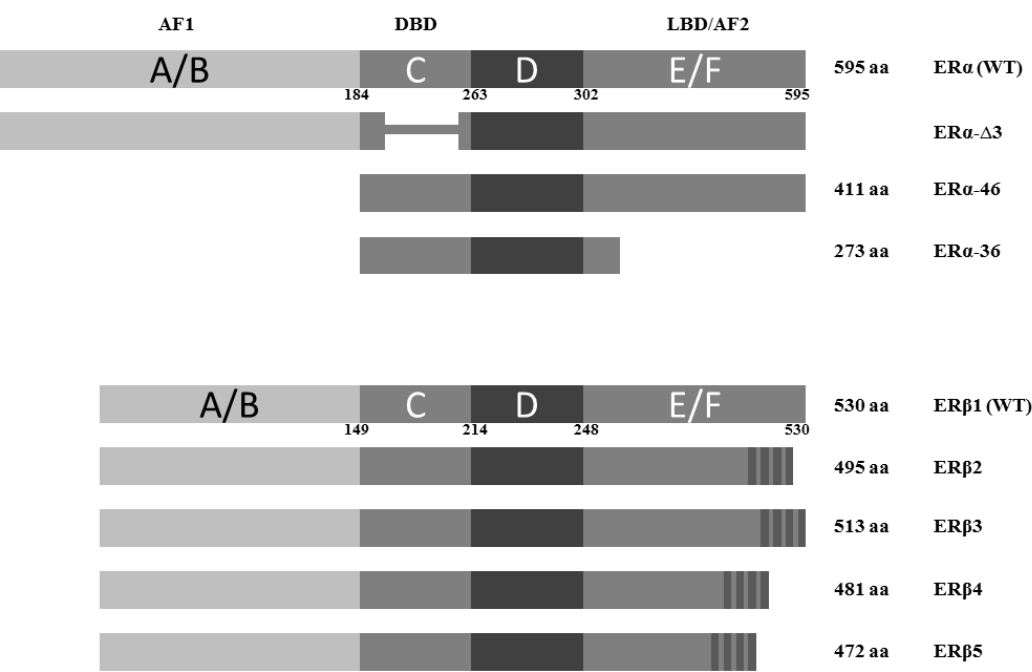 AF1 DBD LBD/AF2
A/B C D E/F 595 aa ERα (WT)
184 263 302 595
ERα-Δ3
411 aa ERα-46
273 aa ERα-36
A/B C D E/F 530 aa ERβ1 (WT)
149 214 248 530
495 aa ERβ2
513 aa ERβ3
481 aa ERβ4
472 aa ERβ5